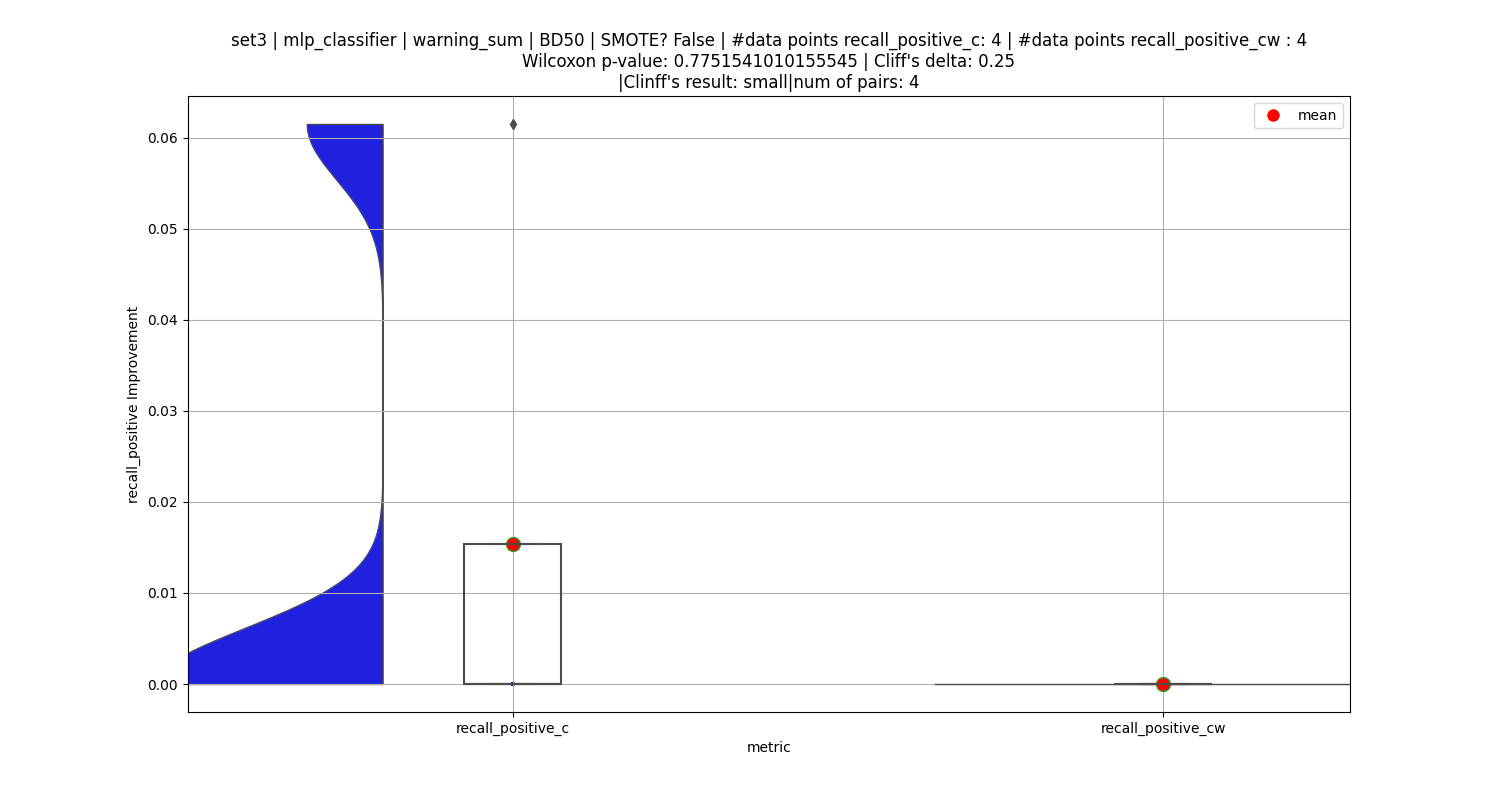 set3 | mlp_classifier | warning_sum | BD50 | SMOTE? False | #data points recall_positive_c: 4 | #data points recall_positive_cw : 4
Wilcoxon p-value: 0.7751541010155545 | Cliff's delta: 0.25
|Clinff's result: small|num of pairs: 4
mean
0.06
0.05
0.04
0.03
0.02
0.01
0.00
recall_positive Improvement
recall_positive_c
recall_positive_cw
metric